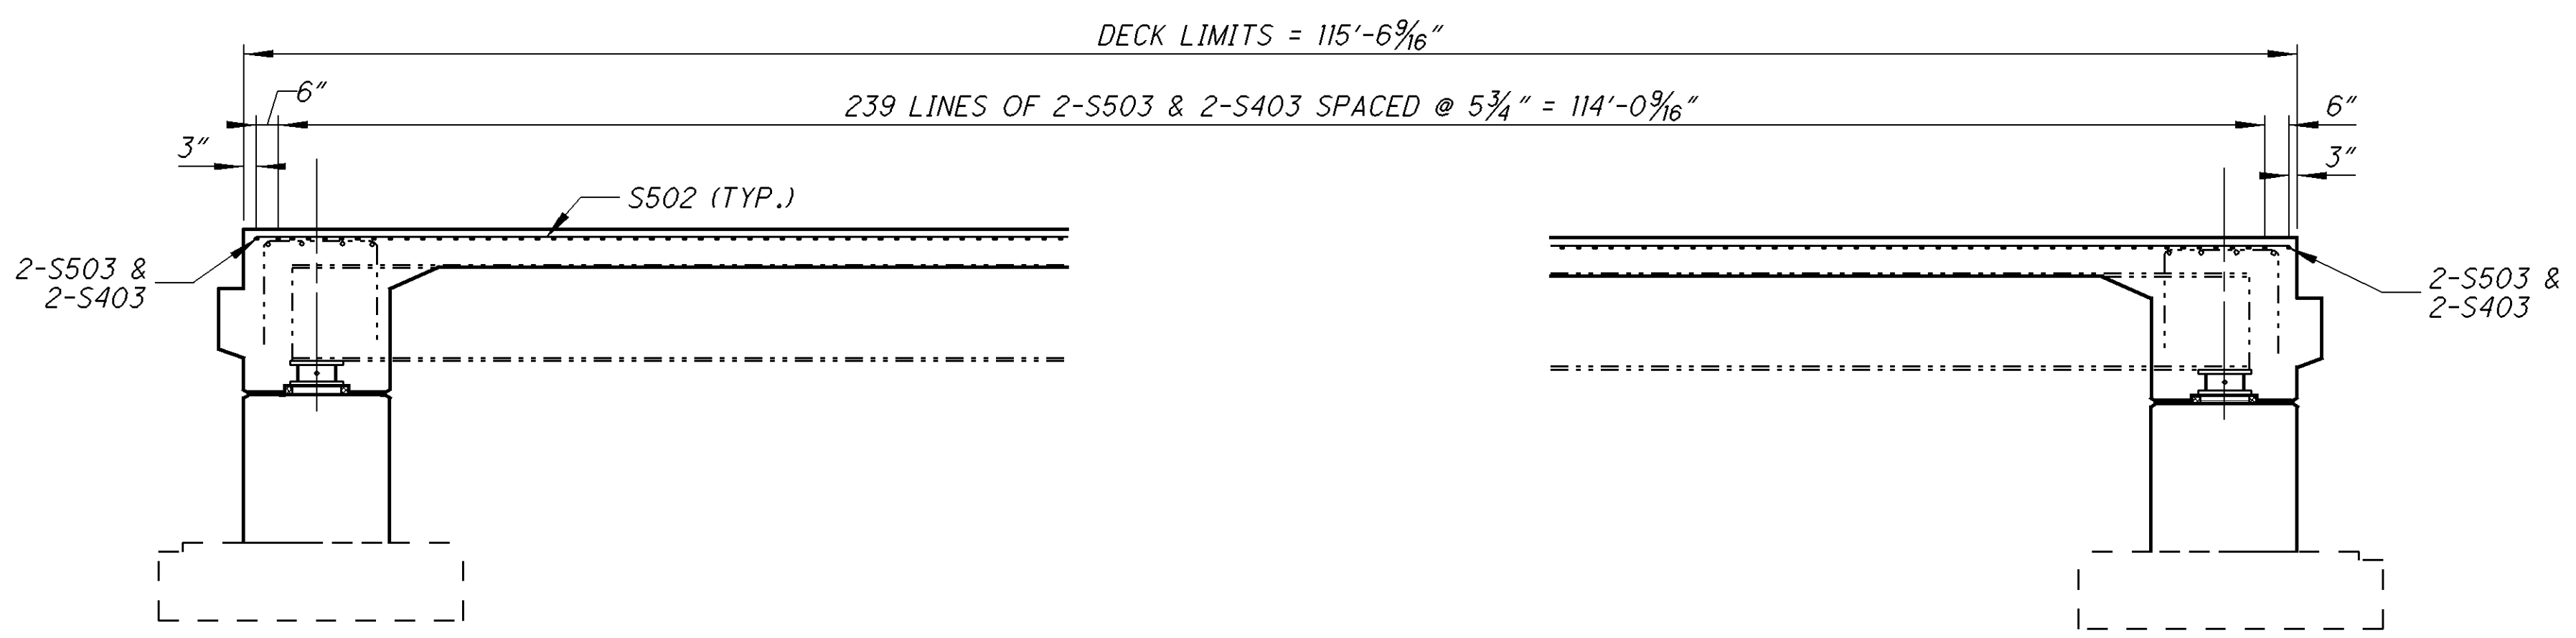 DECK LIMITS = 115'-6 9/16"
6"
239 LINES OF 2-S503 & 2-S403 SPACED @ 5 3/4" = 114'-0 9/16"
6"
3"
3"
S502 (TYP.)
2-S503 &
2-S403
2-S503 &
2-S403